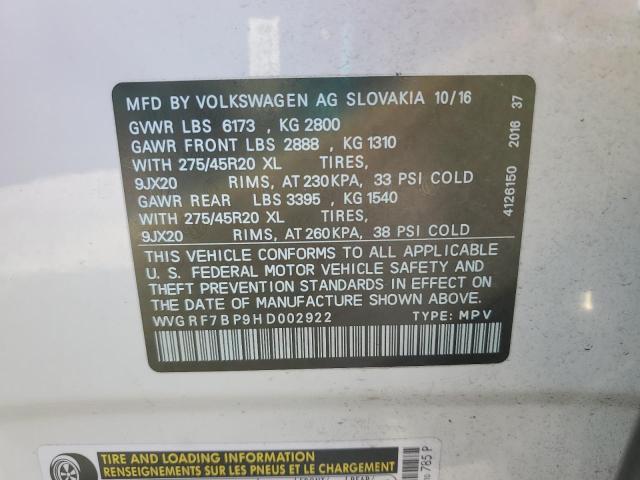 MFD BY VOLKSWAGEN AG SLOVAKIA 10/16
GVWR LBS 6173 , KG 2800
GAWR FRONT LBS 2888 , KG 1310
WITH 275/45R20 XL TIRES,
9JX20 RIMS, AT 230KPA, 33 PSI COLD
GAWR REAR LBS 3395 , KG 1540
WITH 275/45R20 XL TIRES,
9JX20 RIMS, AT 260KPA, 38 PSI COLD
THIS VEHICLE CONFORMS TO ALL APPLICABLE
U. S. FEDERAL MOTOR VEHICLE SAFETY AND
THEFT PREVENTION STANDARDS IN EFFECT ON
THE DATE OF MANUFACTURE SHOWN ABOVE.
WVGRF7BP9HD002922 TYPE: MPV
4126150 2016 37
TIRE AND LOADING INFORMATION
RENSEIGNEMENTS SUR LES PNEUS ET LE CHARGEMENT
785 P